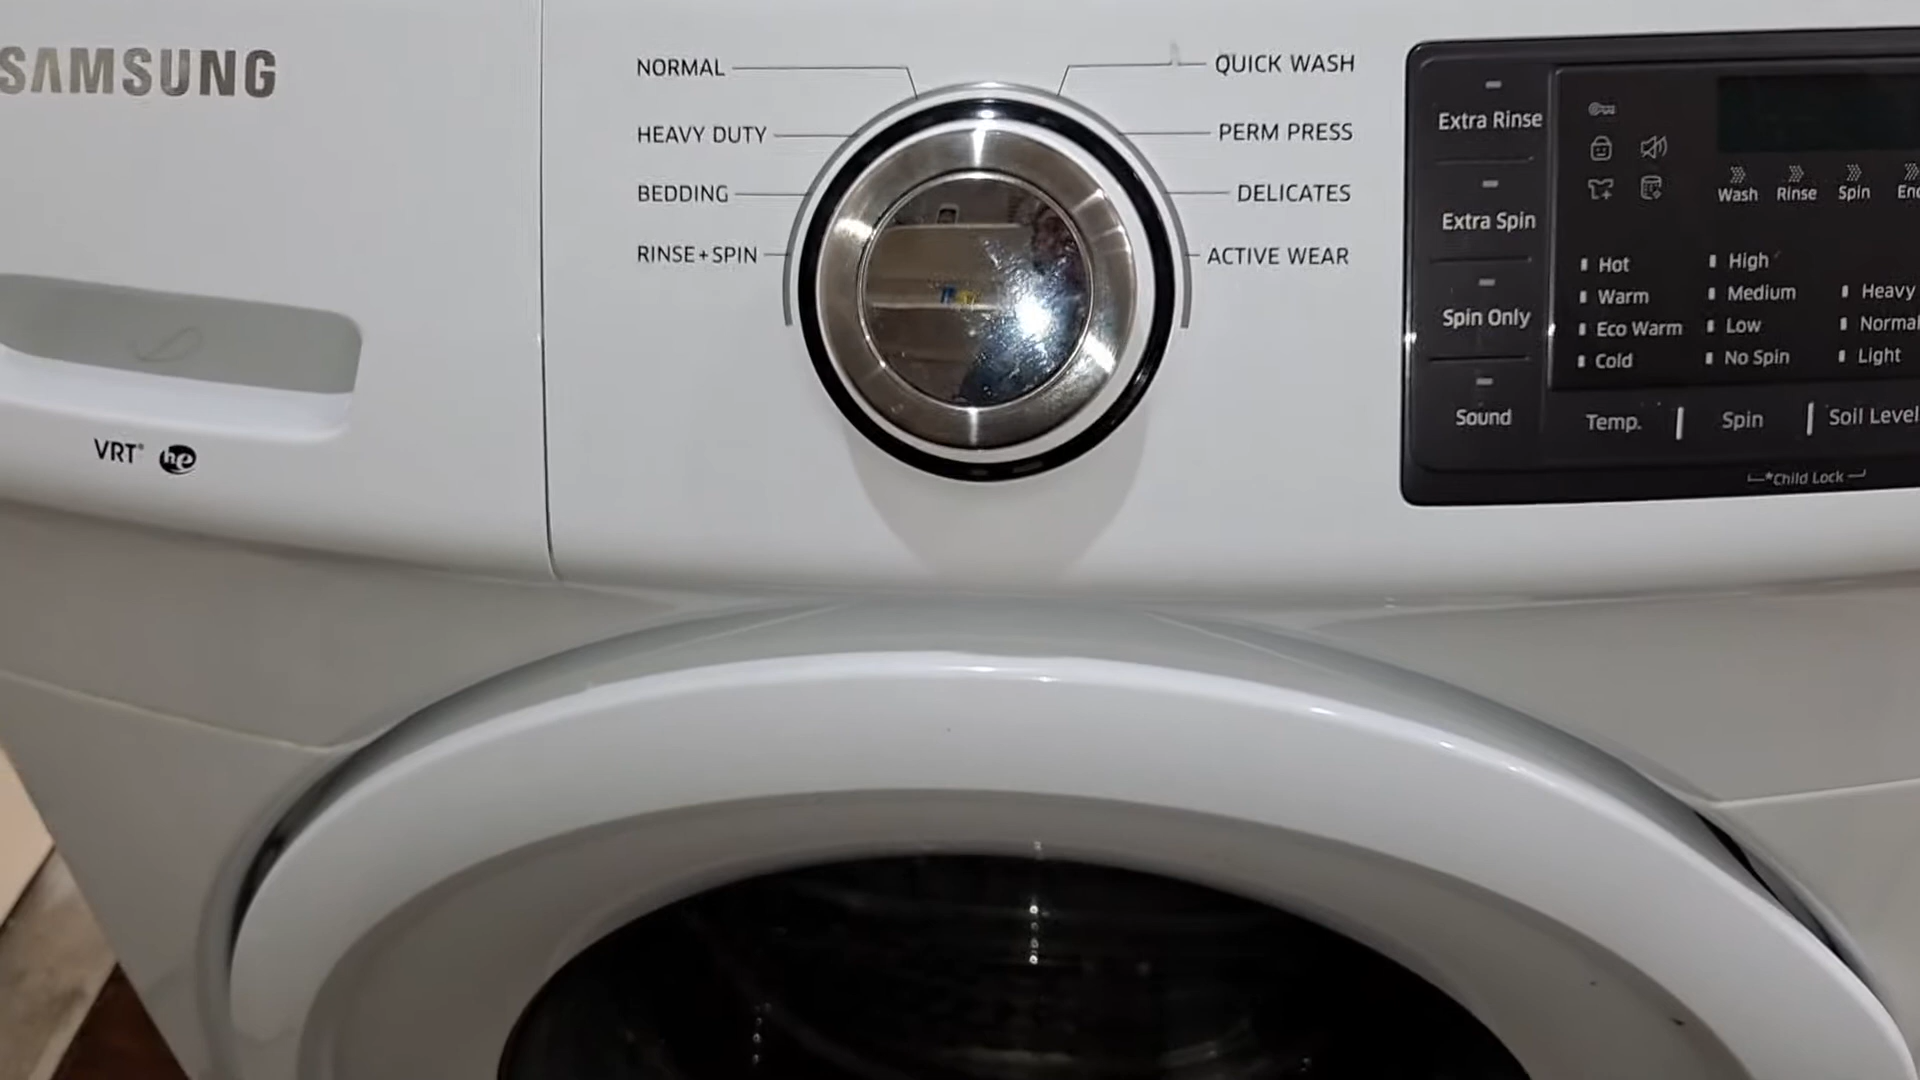 SAMSUNG
VRT® he
NORMAL
HEAVY DUTY
BEDDING
RINSE+SPIN
QUICK WASH
PERM PRESS
DELICATES
ACTIVE WEAR
Extra Rinse
Extra Spin
Spin Only
Sound
Wash Rinse Spin
Hot
Warm
Eco Warm
Cold
High
Medium
Low
No Spin
Heavy
Normal
Light
Temp. Spin Soil Level
*Child Lock